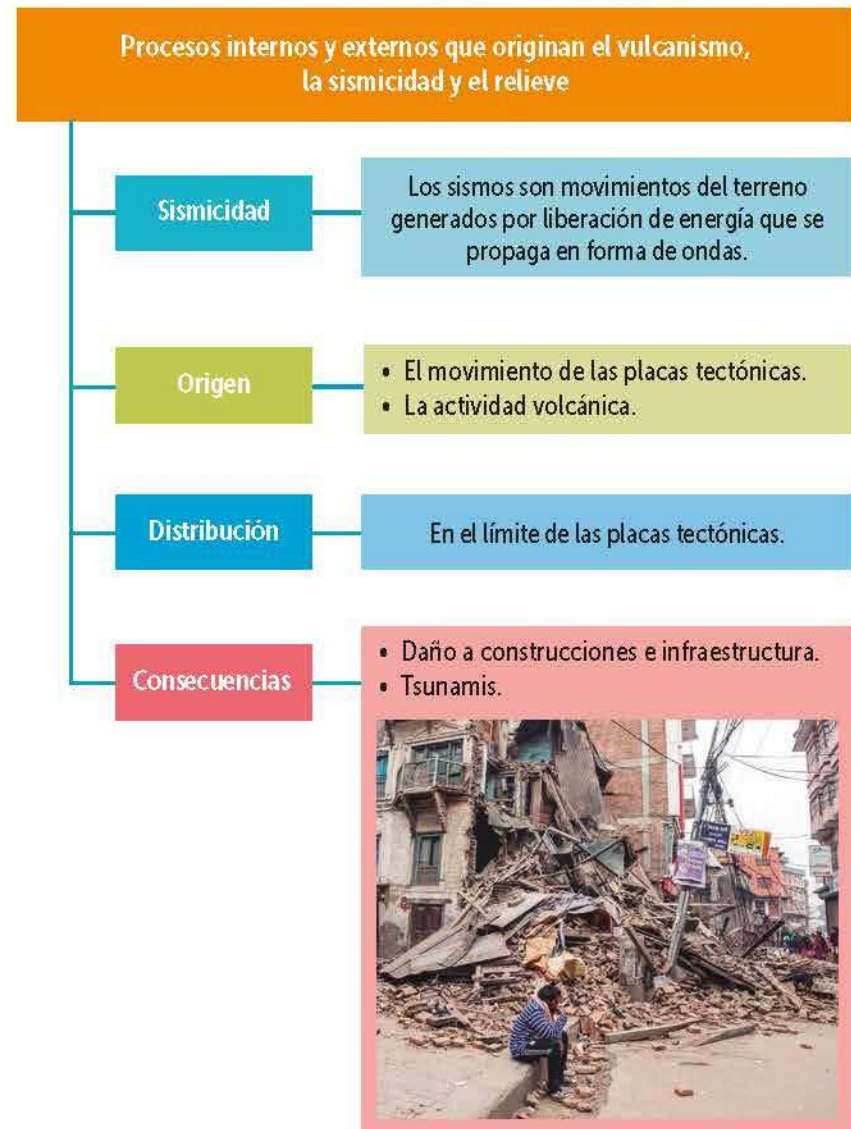 Procesos internos y externos que originan el vulcanismo,
la sismicidad y el relieve
Sismicidad
Los sismos son movimientos del terreno
generados por liberación de energía que se
propaga en forma de ondas.
Origen
• El movimiento de las placas tectónicas.
• La actividad volcánica.
Distribución
En el límite de las placas tectónicas.
Consecuencias
• Daño a construcciones e infraestructura.
• Tsunamis.